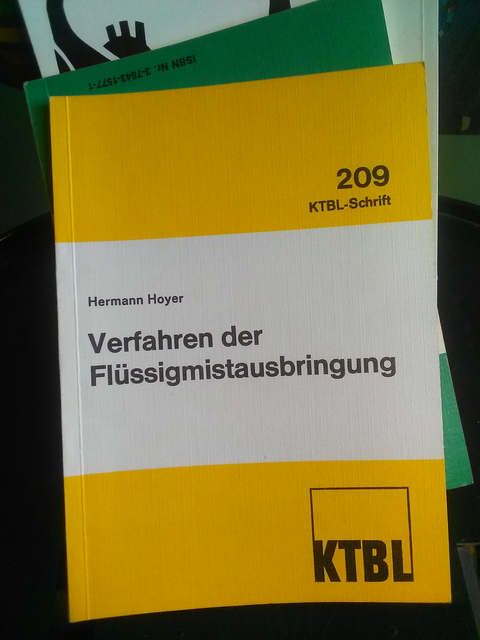 ISBN Nr. 3-7843-1577-1
209
KTBL-Schrift
Hermann Hoyer
Verfahren der
Flüssigmistausbringung
KTBL